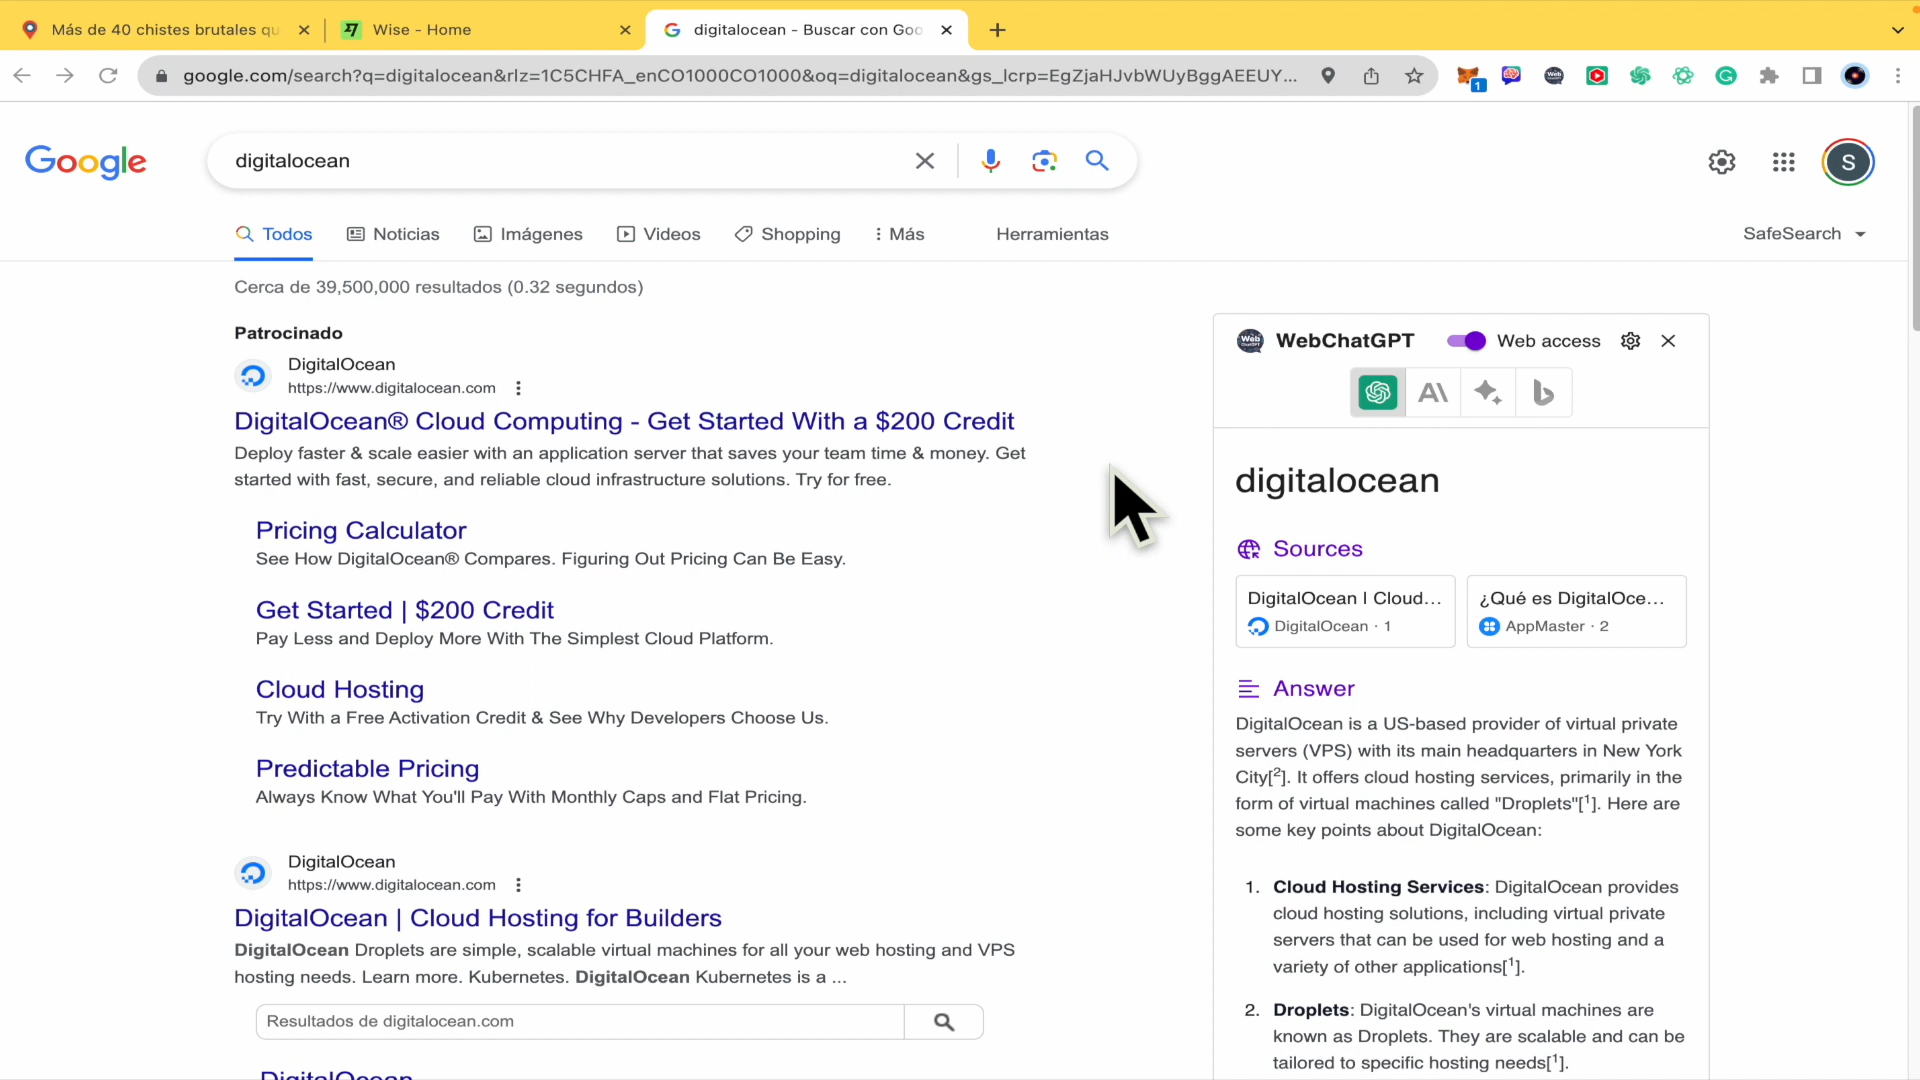 Más de 40 chistes brutales qu
Wise - Home
digitalocean - Buscar con Goo
google.com/search?q=digitalocean&rlz=1C5CHFA_enCO1000CO1000&oq=digitalocean&gs_lcrp=EgZjaHJvbWUyBggAEEUY...
1
Google
digitalocean
S
Todos
Noticias
Imágenes
Videos
Shopping
Más
Herramientas
SafeSearch
Cerca de 39,500,000 resultados (0.32 segundos)
Patrocinado
DigitalOcean
https://www.digitalocean.com
DigitalOcean® Cloud Computing - Get Started With a $200 Credit
Deploy faster & scale easier with an application server that saves your team time & money. Get
started with fast, secure, and reliable cloud infrastructure solutions. Try for free.
Pricing Calculator
See How DigitalOcean® Compares. Figuring Out Pricing Can Be Easy.
Get Started | $200 Credit
Pay Less and Deploy More With The Simplest Cloud Platform.
Cloud Hosting
Try With a Free Activation Credit & See Why Developers Choose Us.
Predictable Pricing
Always Know What You'll Pay With Monthly Caps and Flat Pricing.
DigitalOcean
https://www.digitalocean.com
DigitalOcean | Cloud Hosting for Builders
DigitalOcean Droplets are simple, scalable virtual machines for all your web hosting and VPS
hosting needs. Learn more. Kubernetes. DigitalOcean Kubernetes is a ...
Resultados de digitalocean.com
DigitalOcean
WebChatGPT
Web access
digitalocean
Sources
DigitalOcean | Cloud...
DigitalOcean · 1
¿Qué es DigitalOce...
AppMaster · 2
Answer
DigitalOcean is a US-based provider of virtual private
servers (VPS) with its main headquarters in New York
City[2]. It offers cloud hosting services, primarily in the
form of virtual machines called "Droplets"[1]. Here are
some key points about DigitalOcean:
1. Cloud Hosting Services: DigitalOcean provides
cloud hosting solutions, including virtual private
servers that can be used for web hosting and a
variety of other applications[1].
2. Droplets: DigitalOcean's virtual machines are
known as Droplets. They are scalable and can be
tailored to specific hosting needs[1].